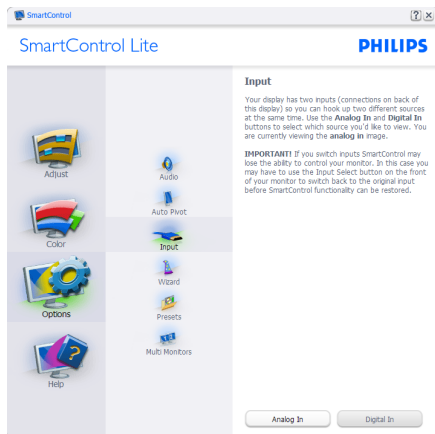 SmartControl
SmartControl Lite
PHILIPS
Adjust
Color
Options
Help
Audio
Auto Pivot
Input
Wizard
Presets
Multi Monitors
Input
Your display has two inputs (connections on back of
this display) so you can hook up two different sources
at the same time. Use the Analog In and Digital In
buttons to select which source you'd like to view. You
are currently viewing the analog in image.
IMPORTANT! If you switch inputs SmartControl may
lose the ability to control your monitor. In this case you
may have to use the Input Select button on the front
of your monitor to switch back to the original input
before SmartControl functionality can be restored.
Analog In
Digital In